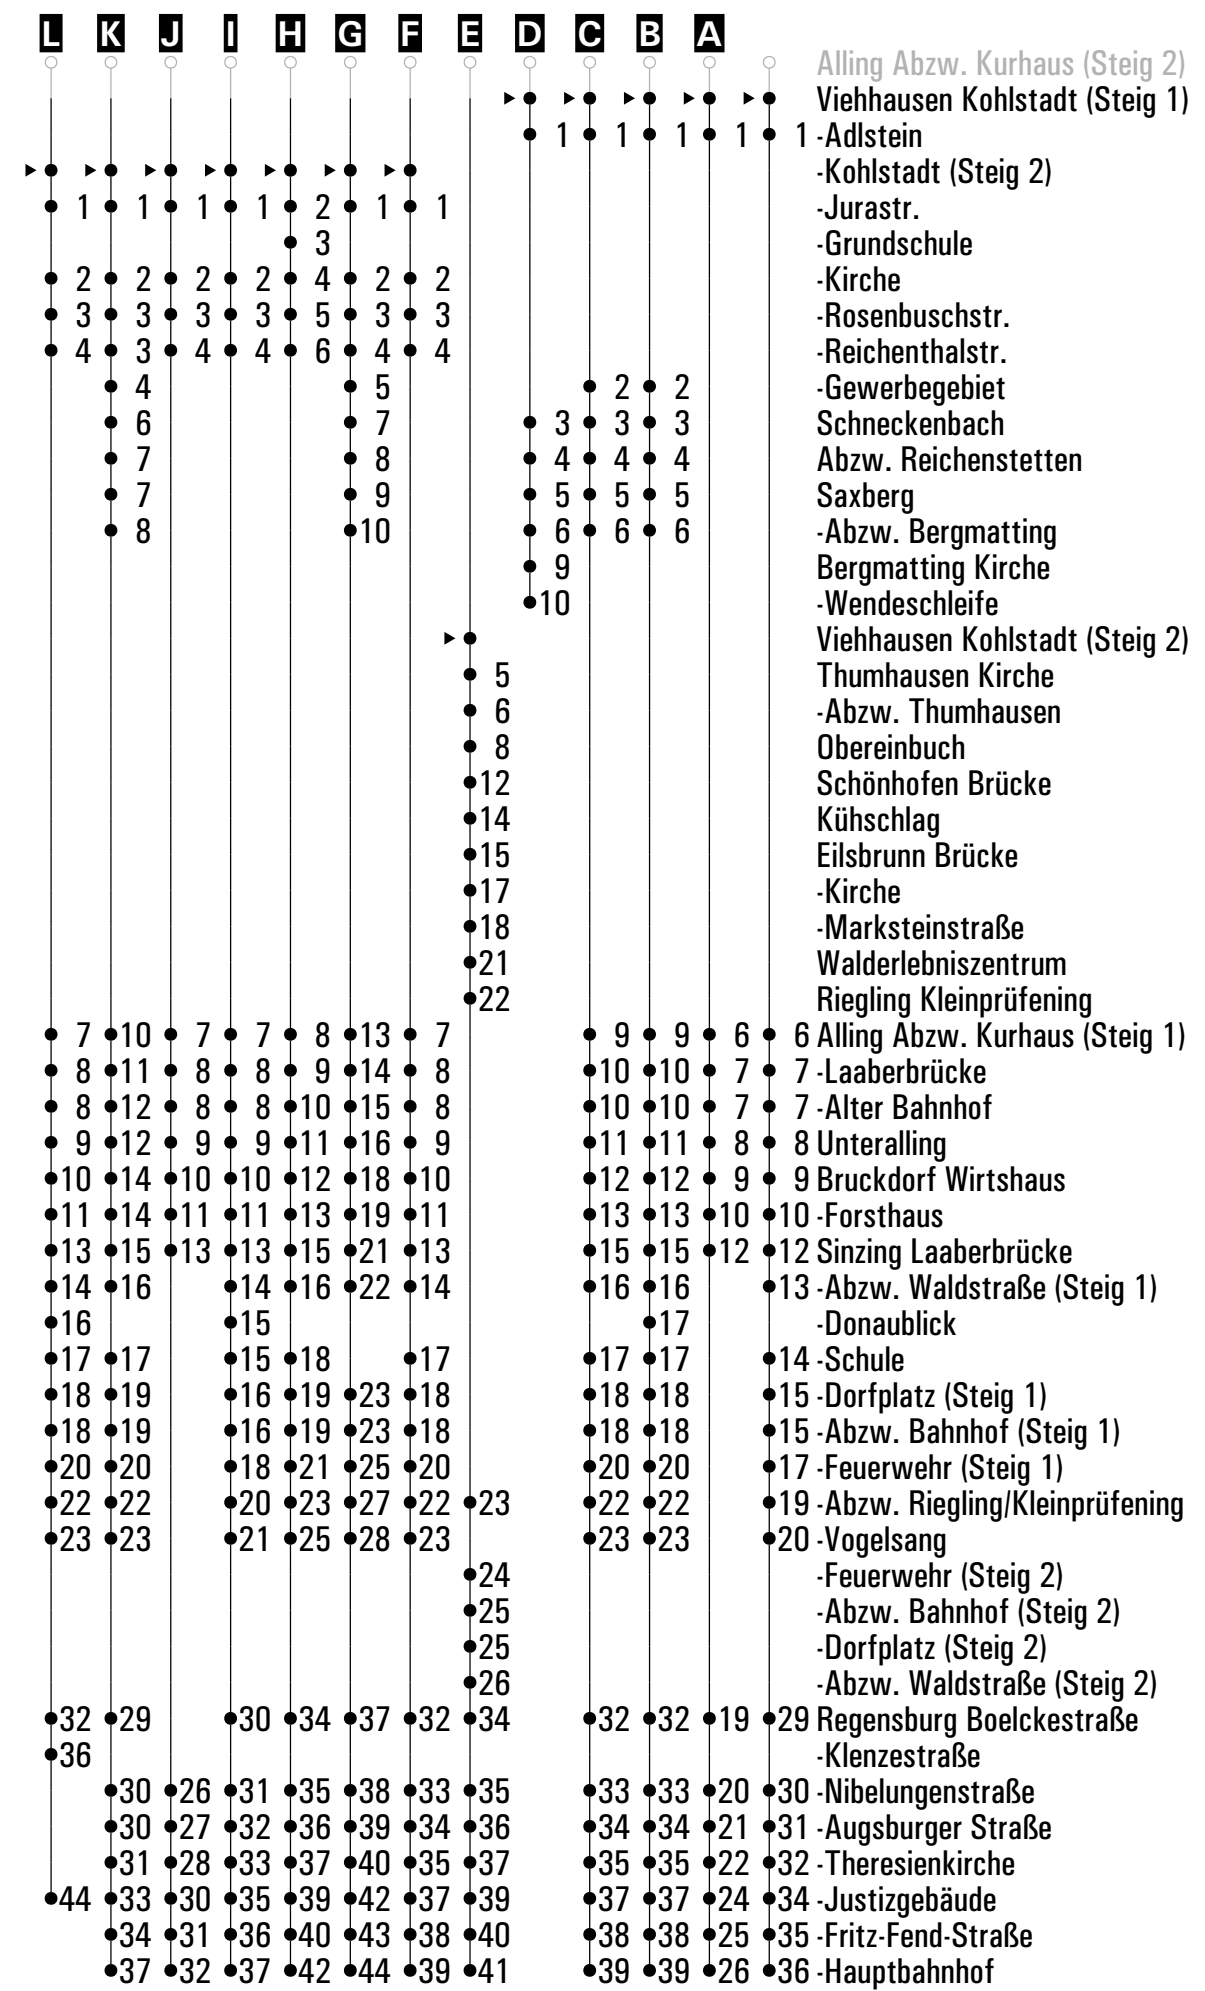 L K J I H G F E D C B A
Alling Abzw. Kurhaus (Steig 2)
Viehhausen Kohlstadt (Steig 1)
1 1 1 1 1 -Adlstein
-Kohlstadt (Steig 2)
1 1 1 1 2 1 1 -Jurastr.
3 -Grundschule
2 2 2 2 4 2 2 -Kirche
3 3 3 3 5 3 3 -Rosenbuschstr.
4 3 4 4 6 4 4 -Reichenthalstr.
4 5 2 2 -Gewerbegebiet
6 7 3 3 3 Schneckenbach
7 8 4 4 4 Abzw. Reichenstetten
7 9 5 5 5 Saxberg
8 10 6 6 6 -Abzw. Bergmatting
9 Bergmatting Kirche
10 -Wendeschleife
Viehhausen Kohlstadt (Steig 2)
5 Thumhausen Kirche
6 -Abzw. Thumhausen
8 Obereinbuch
12 Schönhofen Brücke
14 Kühschlag
15 Eilsbrunn Brücke
17 -Kirche
18 -Marksteinstraße
21 Walderlebniszentrum
22 Riegling Kleinprüfening
7 10 7 7 8 13 7 9 9 6 6 Alling Abzw. Kurhaus (Steig 1)
8 11 8 8 9 14 8 10 10 7 7 -Laaberbrücke
8 12 8 8 10 15 8 10 10 7 7 -Alter Bahnhof
9 12 9 9 11 16 9 11 11 8 8 Unteralling
10 14 10 10 12 18 10 12 12 9 9 Bruckdorf Wirtshaus
11 14 11 11 13 19 11 13 13 10 10 -Forsthaus
13 15 13 13 15 21 13 15 15 12 12 Sinzing Laaberbrücke
14 16 14 16 22 14 16 16 13 -Abzw. Waldstraße (Steig 1)
16 15 17 -Donaublick
17 17 15 18 17 17 17 14 -Schule
18 19 16 19 23 18 18 18 15 -Dorfplatz (Steig 1)
18 19 16 19 23 18 18 18 15 -Abzw. Bahnhof (Steig 1)
20 20 18 21 25 20 20 20 17 -Feuerwehr (Steig 1)
22 22 20 23 27 22 23 22 22 19 -Abzw. Riegling/Kleinprüfening
23 23 21 25 28 23 23 23 20 -Vogelsang
24 -Feuerwehr (Steig 2)
25 -Abzw. Bahnhof (Steig 2)
25 -Dorfplatz (Steig 2)
26 -Abzw. Waldstraße (Steig 2)
32 29 30 34 37 32 34 32 32 19 29 Regensburg Boelckestraße
36 -Klenzestraße
30 26 31 35 38 33 35 33 33 20 30 -Nibelungenstraße
30 27 32 36 39 34 36 34 34 21 31 -Augsburger Straße
31 28 33 37 40 35 37 35 35 22 32 -Theresienkirche
44 33 30 35 39 42 37 39 37 37 24 34 -Justizgebäude
34 31 36 40 43 38 40 38 38 25 35 -Fritz-Fend-Straße
37 32 37 42 44 39 41 39 39 26 36 -Hauptbahnhof